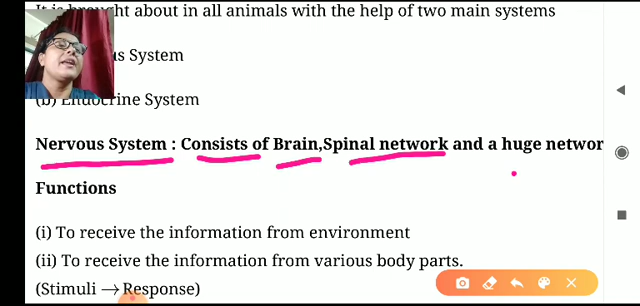 brought about in all animals with the help of two main systems
System
Endocrine System
Nervous System : Consists of Brain,Spinal network and a huge networ
Functions
(i) To receive the information from environment
(ii) To receive the information from various body parts.
(Stimuli → Response)